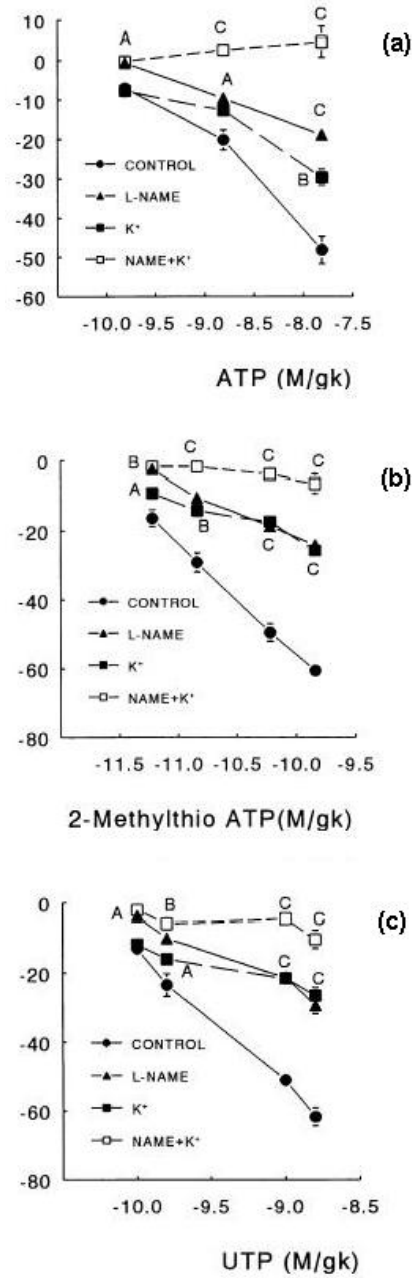 C
A
C
(a)
10
0
A
-10
C
-20
B
-30
-40
-50
-60
CONTROL
L-NAME
K⁺
NAME+K⁺
-10.0 -9.5 -9.0 -8.5 -8.0 -7.5
ATP (M/gk)
(b)
0
B
C
C
C
A
-20
B
C
C
-40
-60
-80
CONTROL
L-NAME
K⁺
NAME+K⁺
-11.5 -11.0 -10.5 -10.0 -9.5
2-Methylthio ATP(M/gk)
(c)
0
A
B
C
C
-20
A
C
C
-40
-60
-80
CONTROL
L-NAME
K⁺
NAME+K⁺
-10.0 -9.5 -9.0 -8.5
UTP (M/gk)